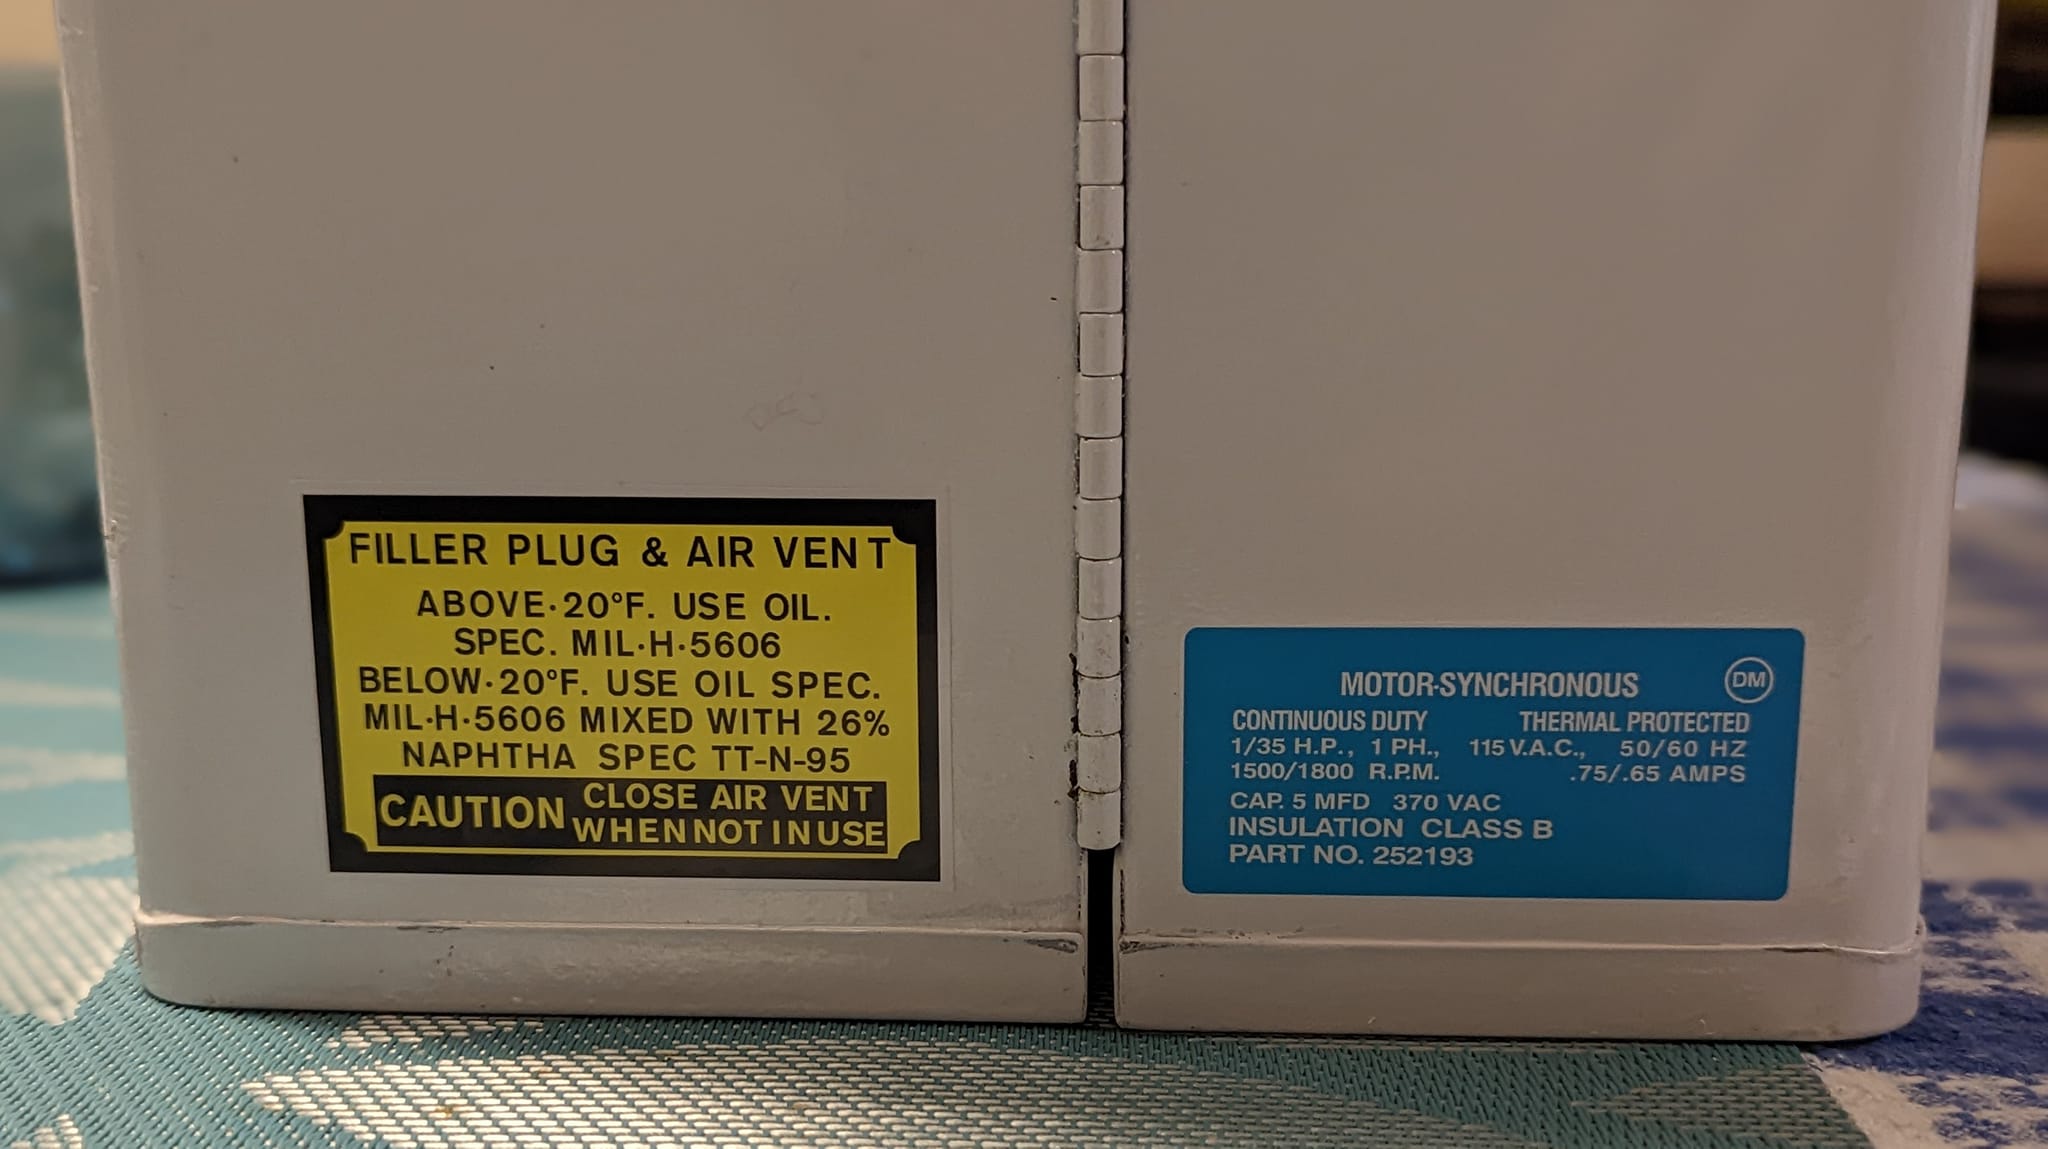 FILLER PLUG & AIR VENT
ABOVE·20°F. USE OIL.
SPEC. MIL·H·5606
BELOW·20°F. USE OIL SPEC.
MIL·H·5606 MIXED WITH 26%
NAPHTHA SPEC TT-N-95
CAUTION CLOSE AIR VENT
WHEN NOT IN USE
MOTOR-SYNCHRONOUS DM
CONTINUOUS DUTY THERMAL PROTECTED
1/35 H.P., 1 PH., 115 V.A.C., 50/60 HZ
1500/1800 R.P.M. .75/.65 AMPS
CAP. 5 MFD 370 VAC
INSULATION CLASS B
PART NO. 252193